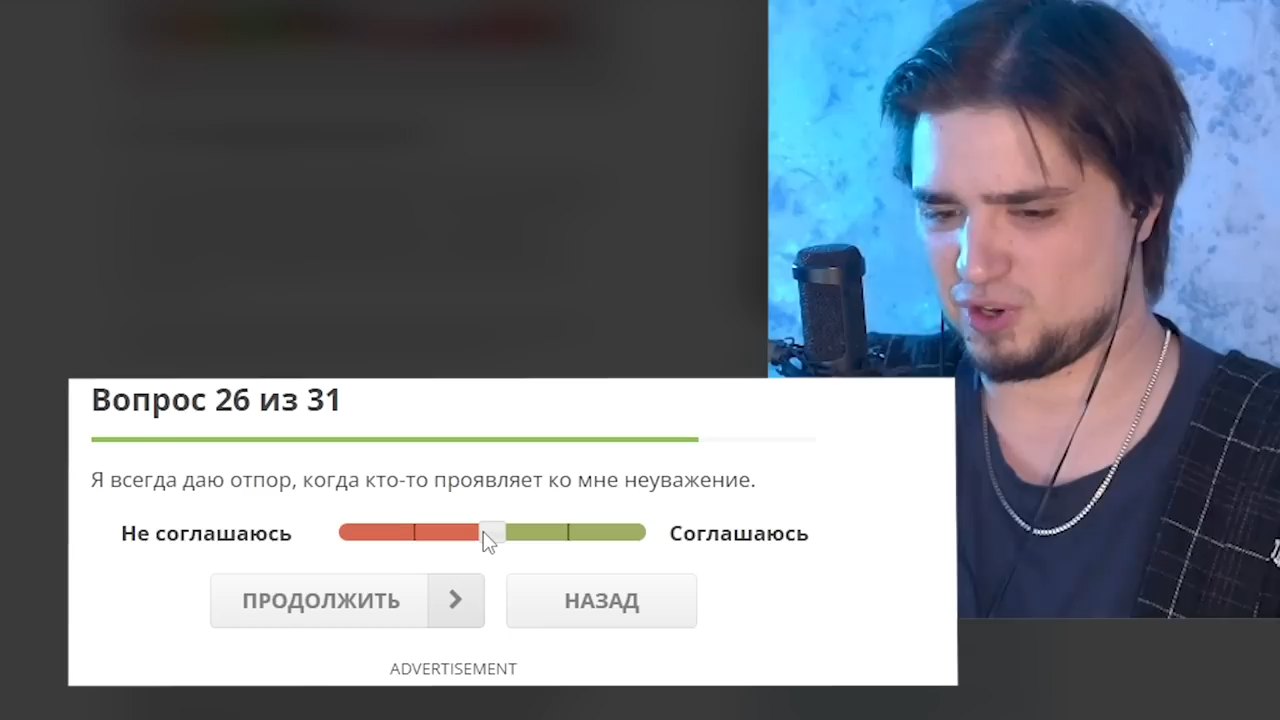 Вопрос 26 из 31
Я всегда даю отпор, когда кто-то проявляет ко мне неуважение.
Не соглашаюсь
Соглашаюсь
ПРОДОЛЖИТЬ
НАЗАД
ADVERTISEMENT